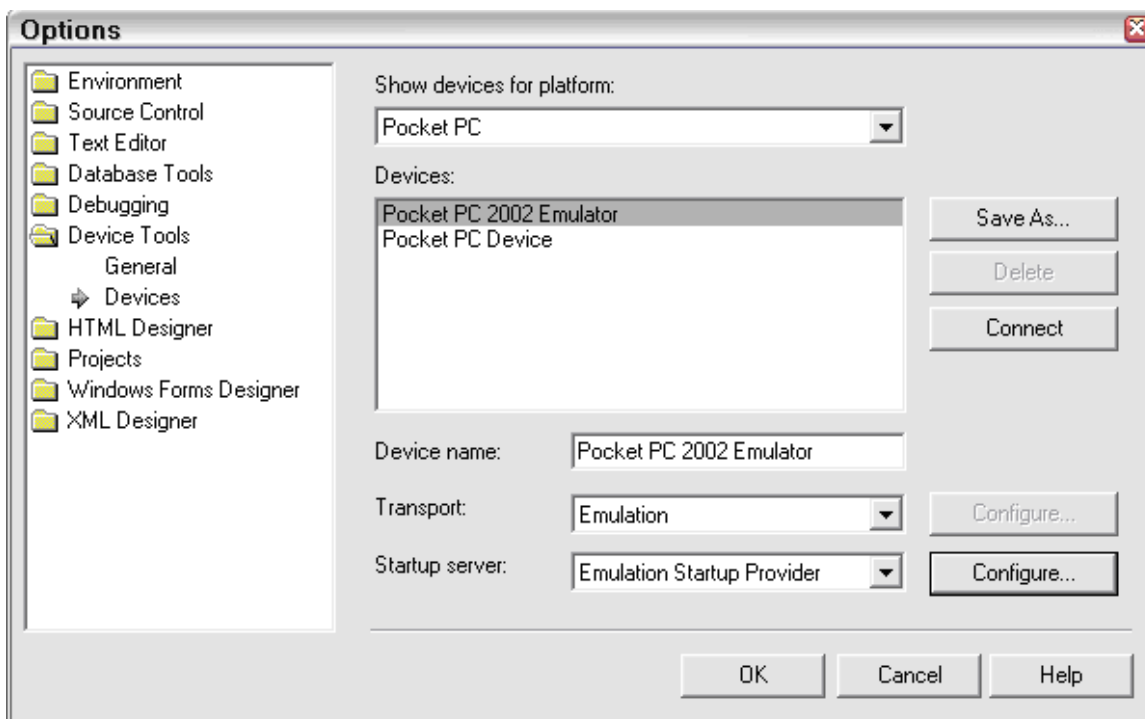 Options
Environment
Source Control
Text Editor
Database Tools
Debugging
Device Tools
General
Devices
HTML Designer
Projects
Windows Forms Designer
XML Designer
Show devices for platform:
Pocket PC
Devices:
Pocket PC 2002 Emulator
Pocket PC Device
Save As...
Delete
Connect
Device name:
Pocket PC 2002 Emulator
Transport:
Emulation
Configure...
Startup server:
Emulation Startup Provider
Configure...
OK
Cancel
Help